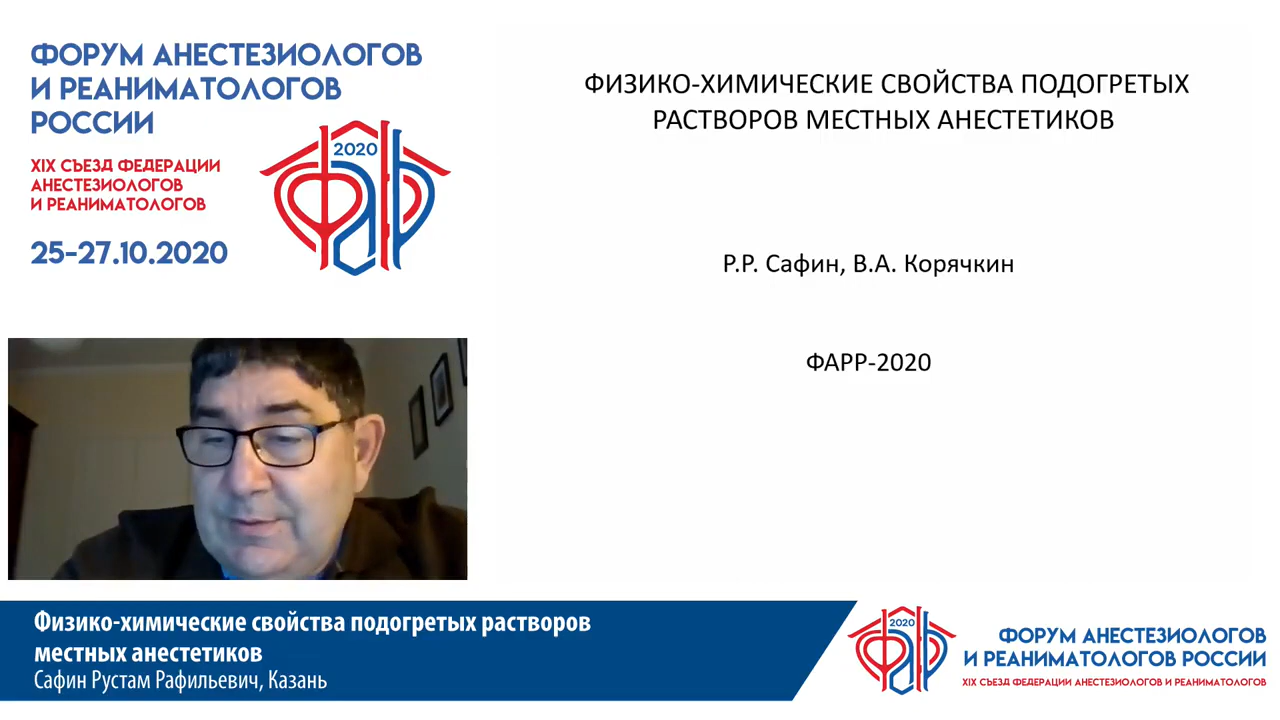 ФОРУМ АНЕСТЕЗИОЛОГОВ
И РЕАНИМАТОЛОГОВ
РОССИИ
XIX СЪЕЗД ФЕДЕРАЦИИ
АНЕСТЕЗИОЛОГОВ
И РЕАНИМАТОЛОГОВ
25-27.10.2020
2020
ФАР
ФИЗИКО-ХИМИЧЕСКИЕ СВОЙСТВА ПОДОГРЕТЫХ
РАСТВОРОВ МЕСТНЫХ АНЕСТЕТИКОВ
Р.Р. Сафин, В.А. Корячкин
ФАРР-2020
Физико-химические свойства подогретых растворов
местных анестетиков
Сафин Рустам Рафильевич, Казань
2020
ФАР
ФОРУМ АНЕСТЕЗИОЛОГОВ
И РЕАНИМАТОЛОГОВ РОССИИ
XIX СЪЕЗД ФЕДЕРАЦИИ АНЕСТЕЗИОЛОГОВ И РЕАНИМАТОЛОГОВ